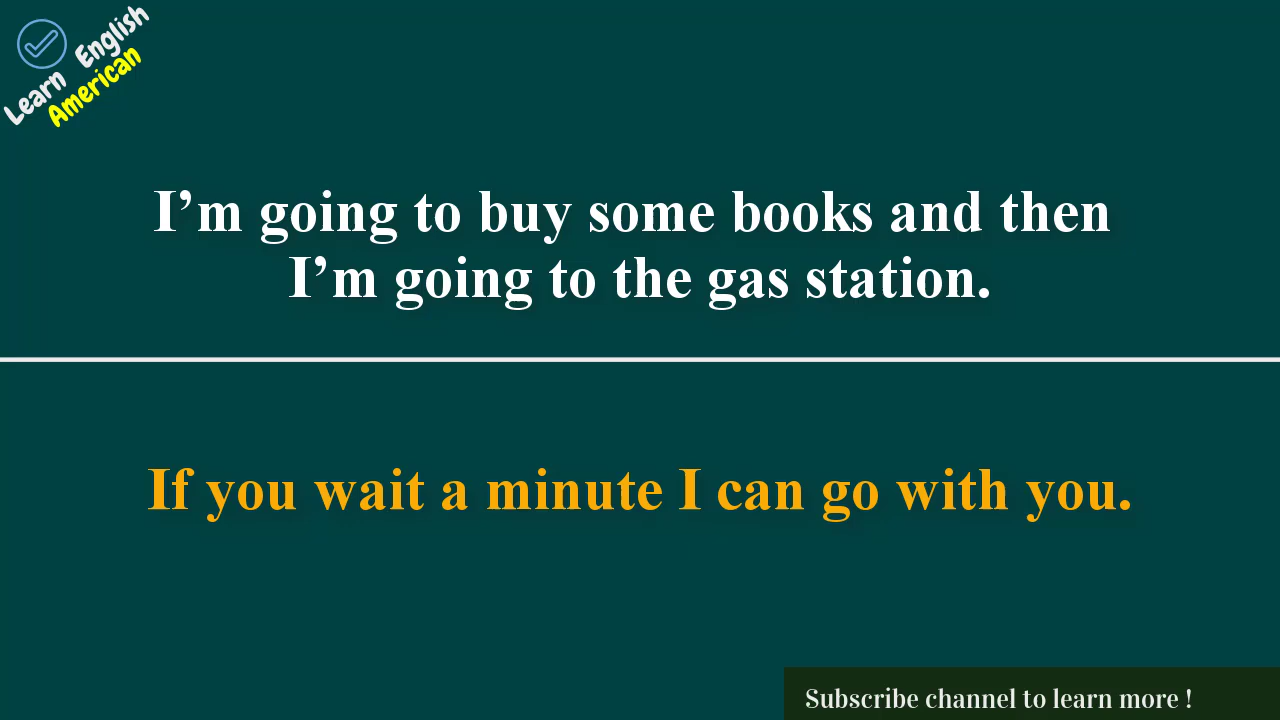 Learn English
American
I’m going to buy some books and then
I’m going to the gas station.
If you wait a minute I can go with you.
Subscribe channel to learn more !